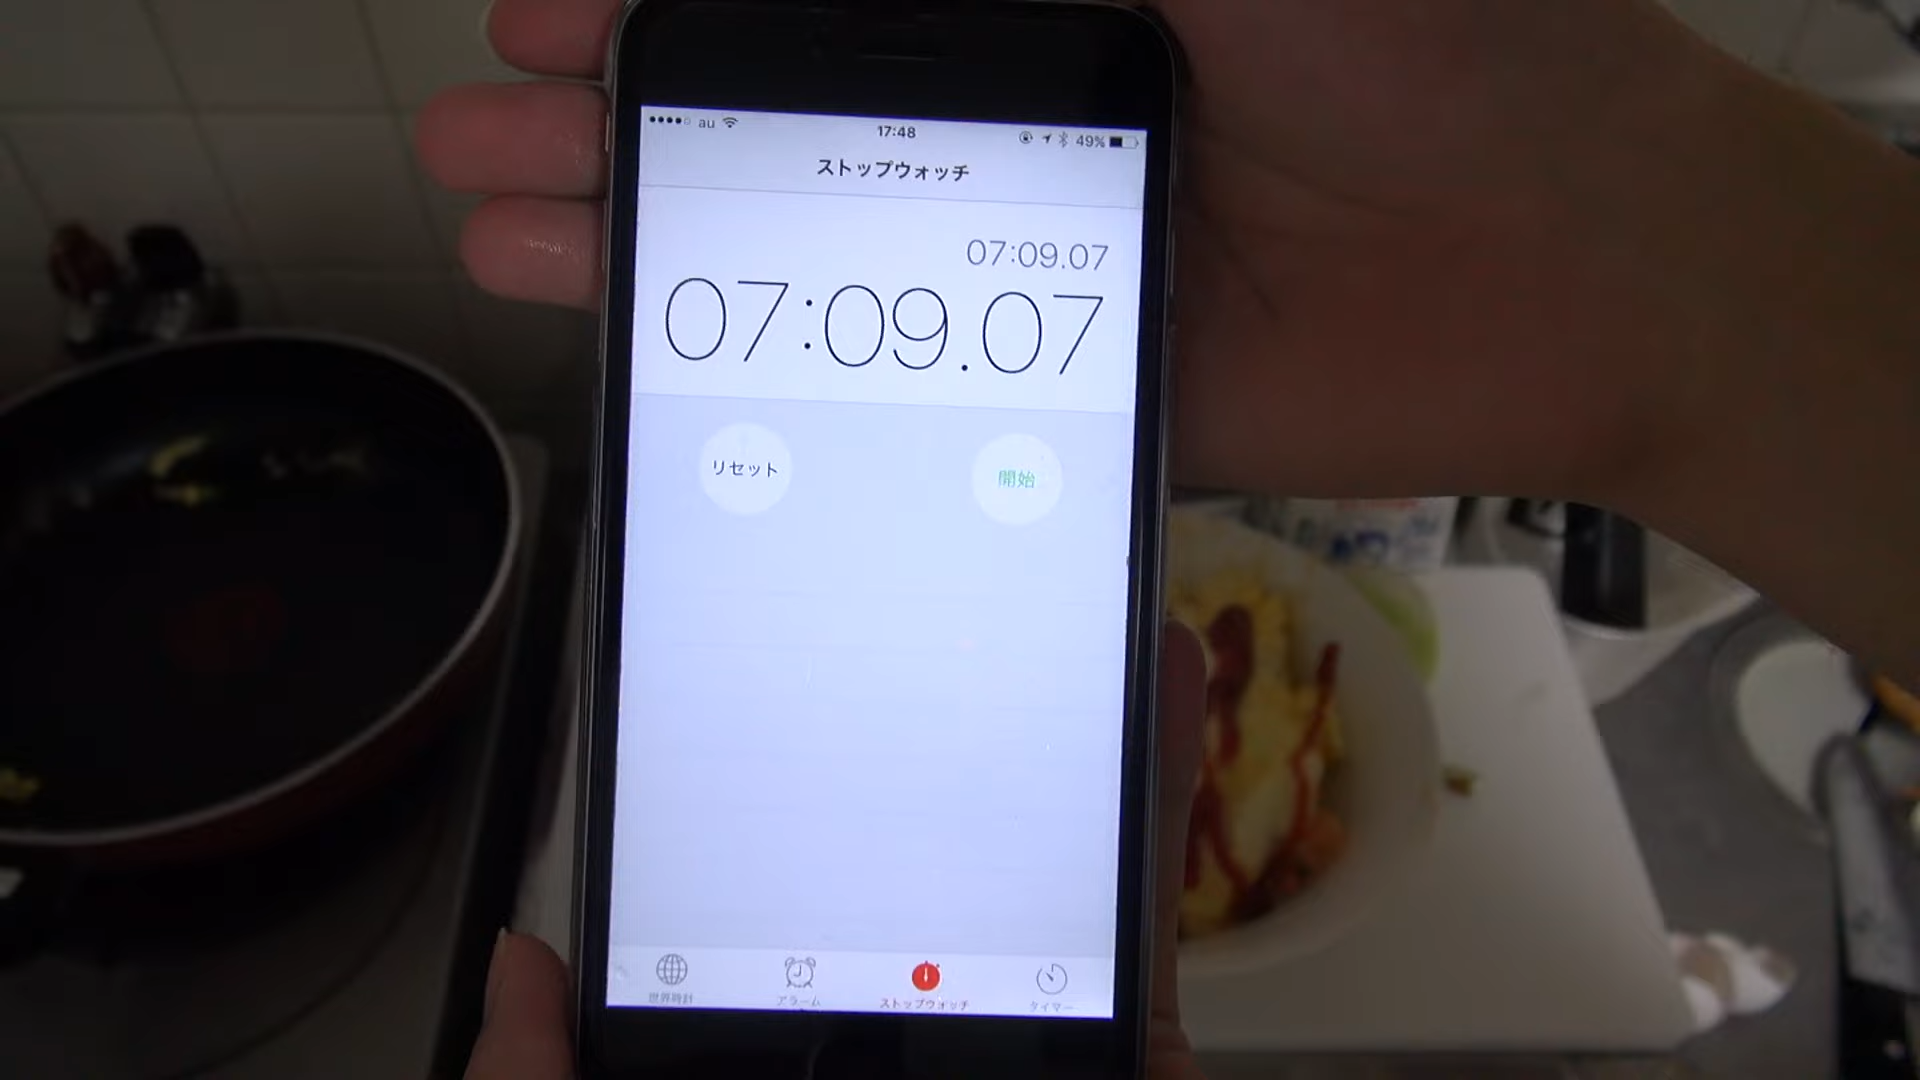 au 17:48 49%
ストップウォッチ
07:09.07
07:09.07
リセット 開始
世界時計 アラーム ストップウォッチ タイマー